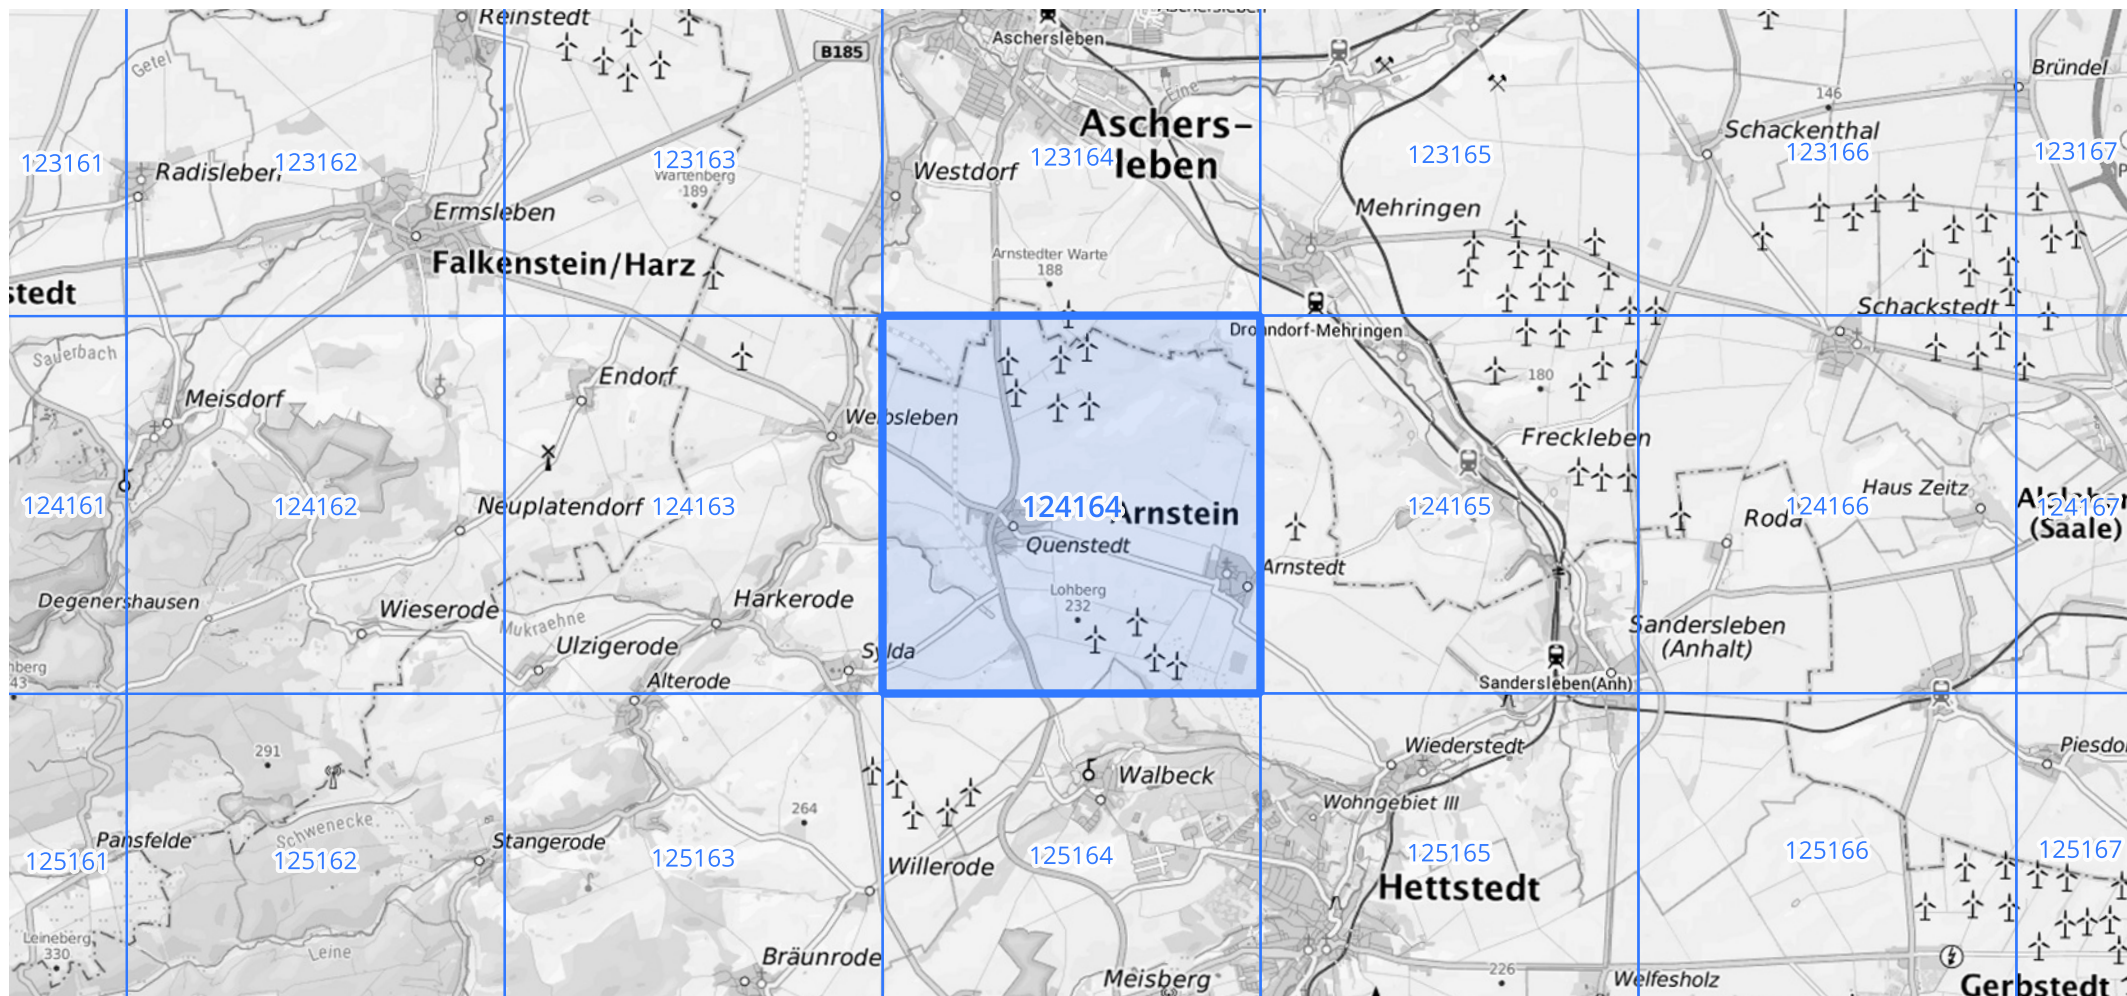 Reinstedt
Getel
B185
Aschersleben
Aschersleben
Eine
Aschers-
leben
Bründel
146
Schackenthal
123161
Radisleben
123162
123163
Wartenberg
189
Westdorf
123164
123165
123166
123167
Ermsleben
Mehringen
Falkenstein/Harz
Arnstedter Warte
188
stedt
Schackstedt
Drohndorf-Mehringen
Sauerbach
Endorf
180
Meisdorf
Welbsleben
Freckleben
124161
124162
Neuplatendorf
124163
124164
Arnstein
124165
Haus Zeitz
124166
124167
Roda
(Saale)
Quenstedt
Arnstedt
Degenershausen
Wieserode
Mukraehne
Harkerode
Lohberg
232
Ulzigerode
Sylda
Sandersleben
(Anhalt)
43
Alterode
Sandersleben(Anh)
291
Walbeck
Wiederstedt
Piesdo
264
Wohngebiet III
Pansfelde
Schwenecke
Stangerode
125161
125162
125163
Willerode
125164
125165
125166
125167
Hettstedt
Leineberg
330
Leine
Bräunrode
Meisberg
226
Welfesholz
Gerbstedt